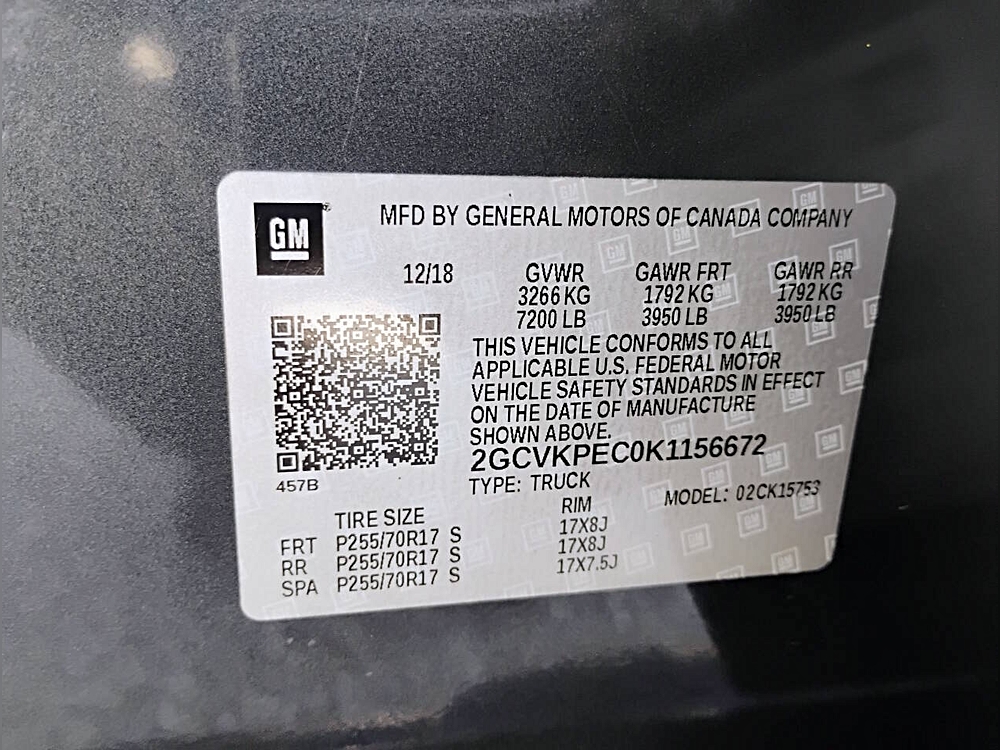 GM
MFD BY GENERAL MOTORS OF CANADA COMPANY
12/18
GVWR GAWR FRT GAWR RR
3266 KG 1792 KG 1792 KG
7200 LB 3950 LB 3950 LB
THIS VEHICLE CONFORMS TO ALL
APPLICABLE U.S. FEDERAL MOTOR
VEHICLE SAFETY STANDARDS IN EFFECT
ON THE DATE OF MANUFACTURE
SHOWN ABOVE.
2GCVKPEC0K1156672
457B
TYPE: TRUCK MODEL: 02CK15753
TIRE SIZE RIM
FRT P255/70R17 S 17X8J
RR P255/70R17 S 17X8J
SPA P255/70R17 S 17X7.5J